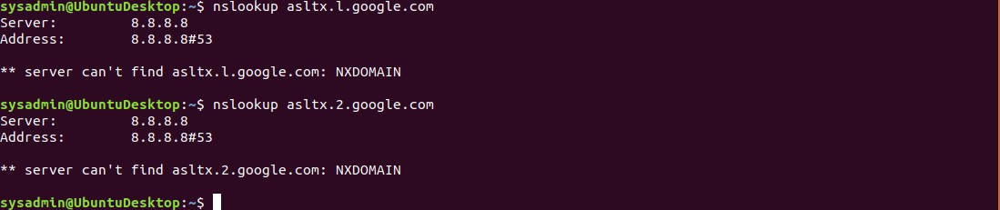 sysadmin@UbuntuDesktop:~$ nslookup asltx.l.google.com
Server:         8.8.8.8
Address:        8.8.8.8#53
** server can't find asltx.l.google.com: NXDOMAIN
sysadmin@UbuntuDesktop:~$ nslookup asltx.2.google.com
Server:         8.8.8.8
Address:        8.8.8.8#53
** server can't find asltx.2.google.com: NXDOMAIN
sysadmin@UbuntuDesktop:~$